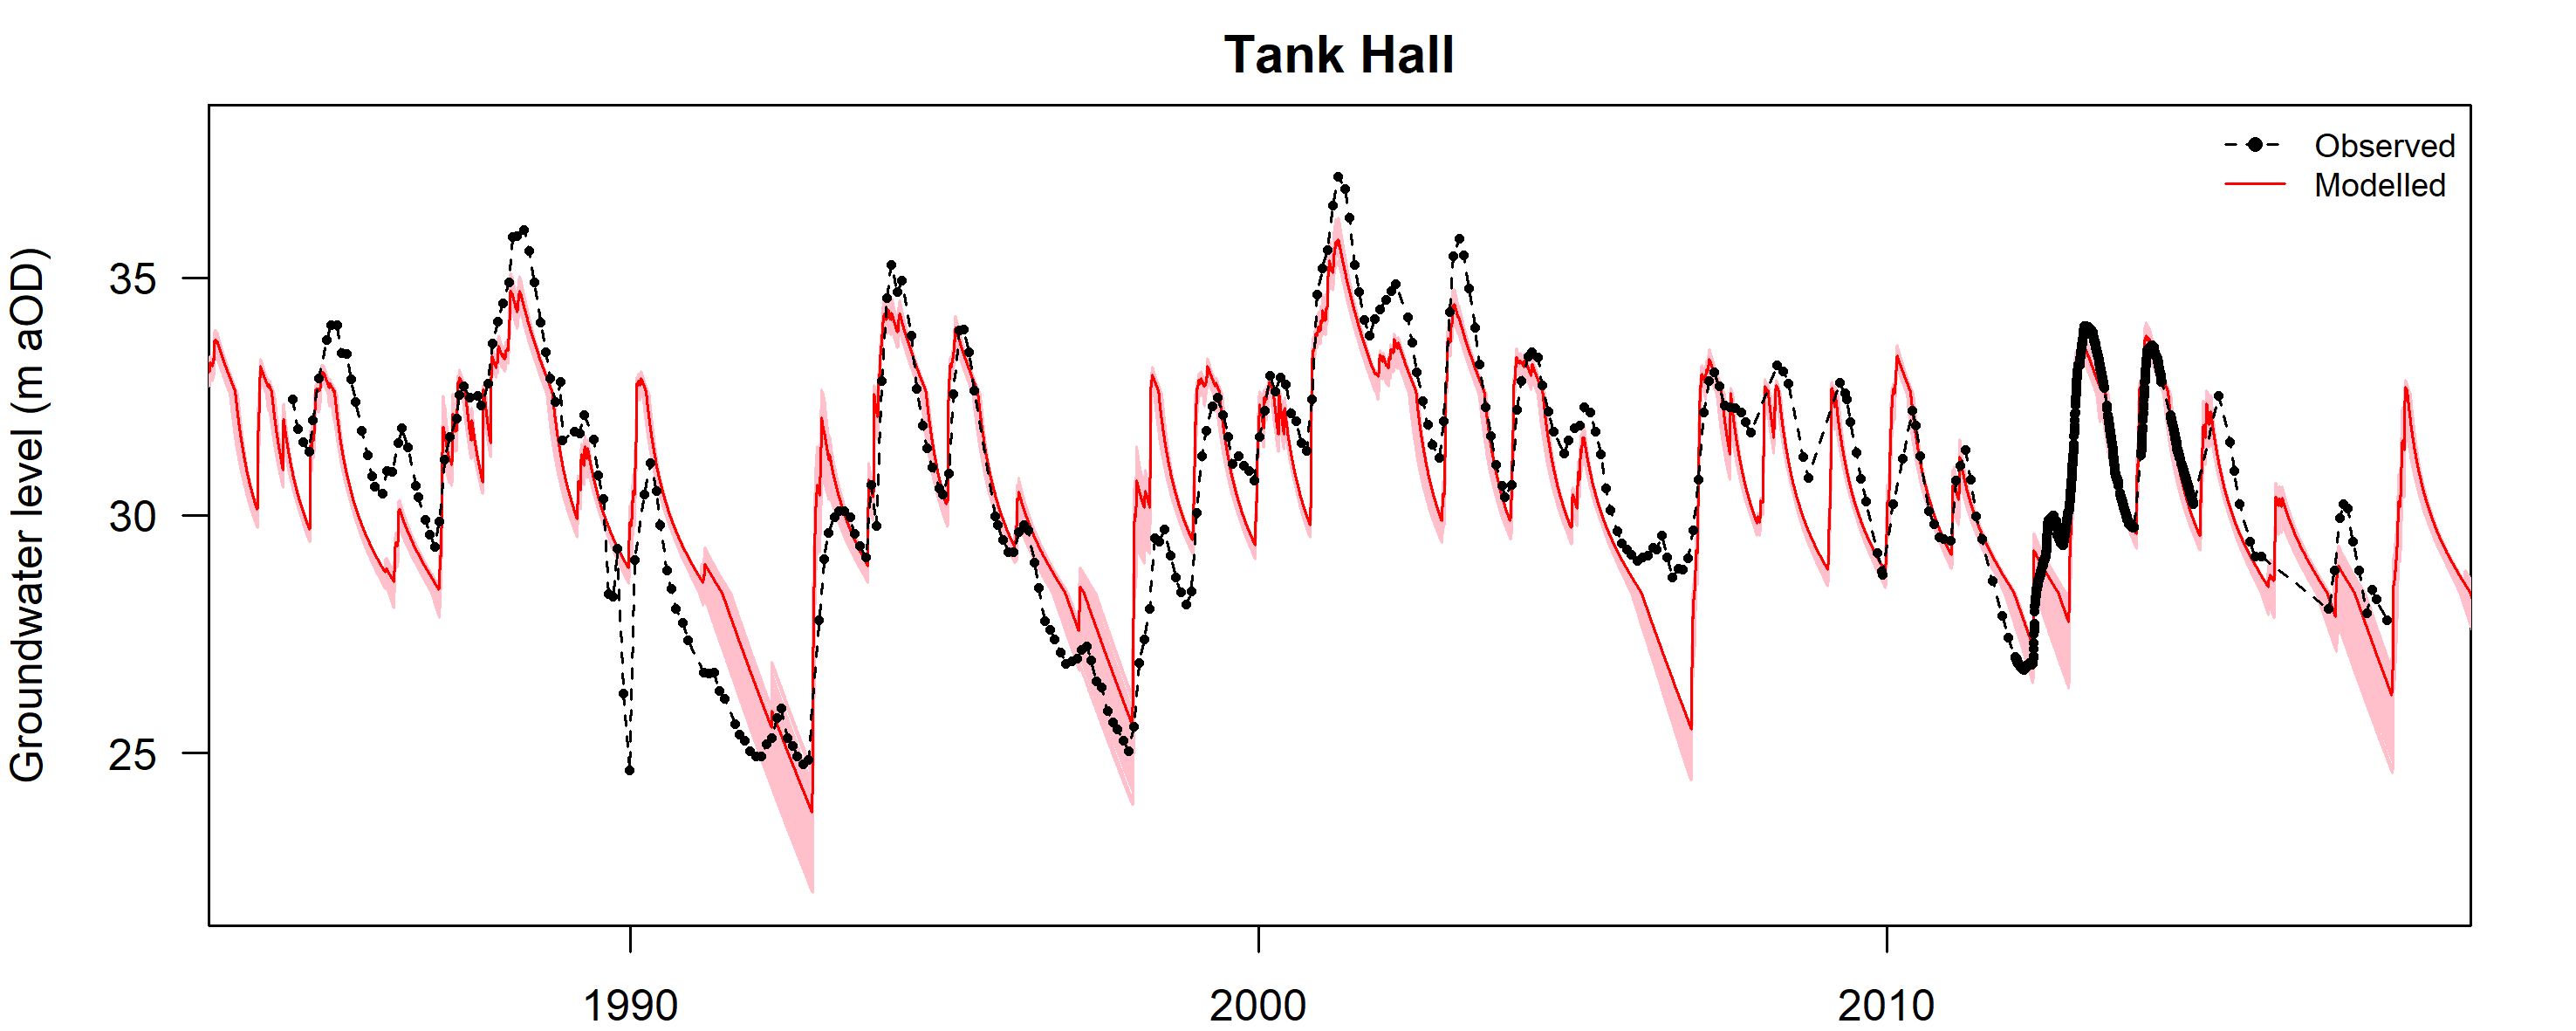 Tank Hall
Observed
Modelled
Groundwater level (m aOD)
35
30
25
1990
2000
2010